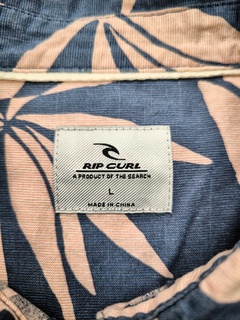 RIP CURL
A PRODUCT OF THE SEARCH
L
MADE IN CHINA